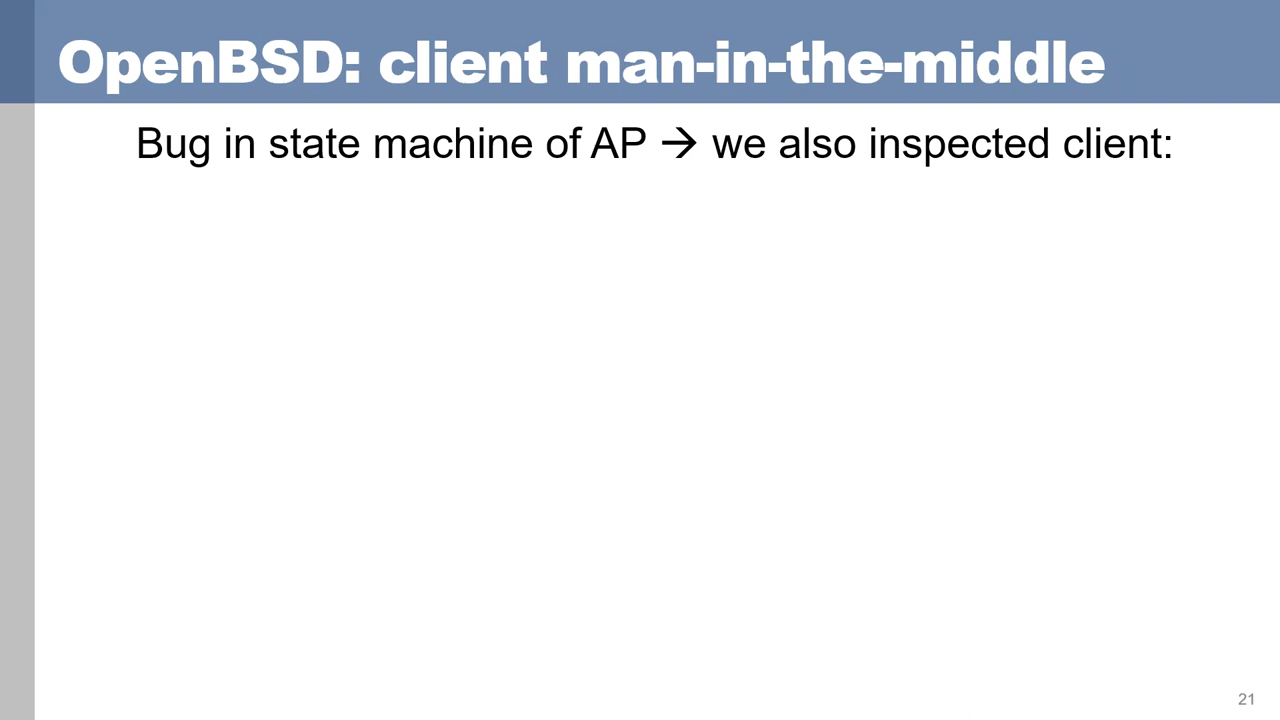 OpenBSD: client man-in-the-middle
Bug in state machine of AP → we also inspected client:
21